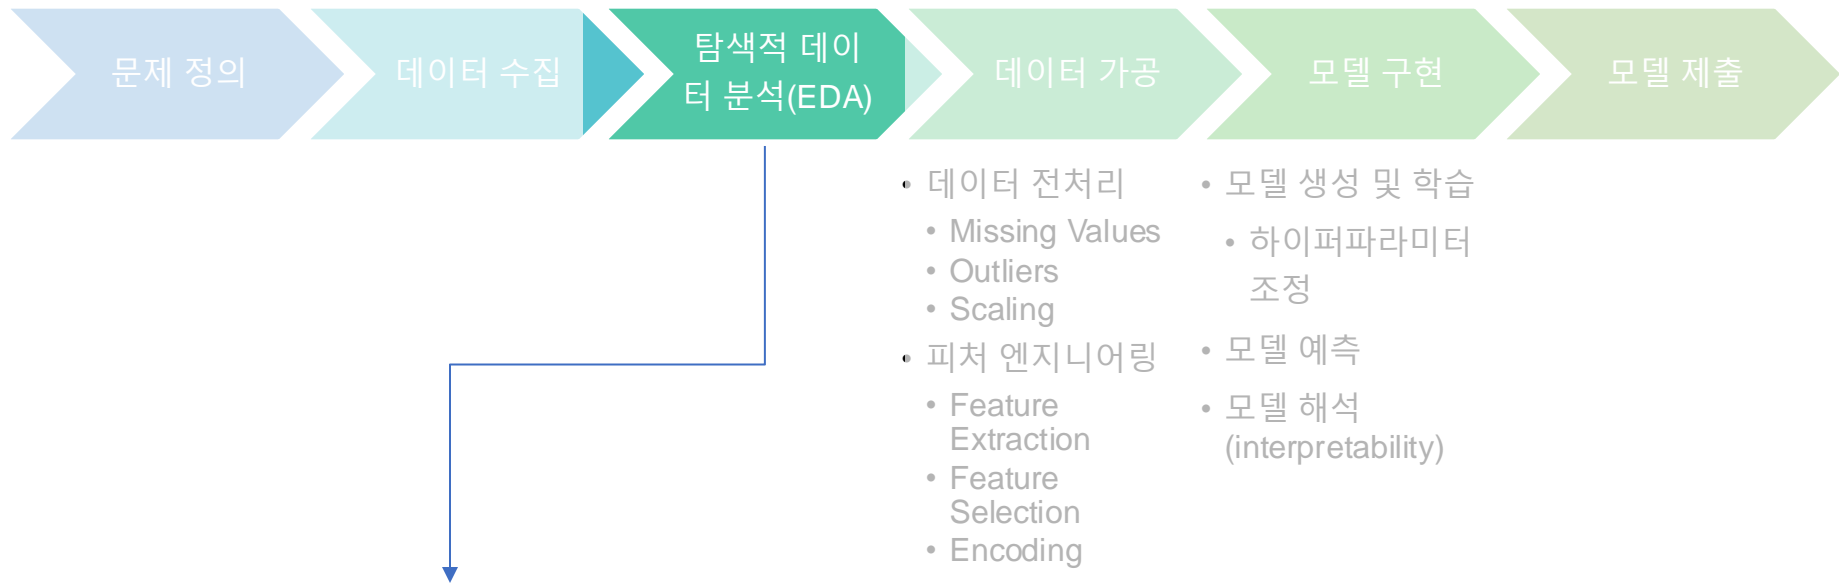 문제 정의
데이터 수집
탐색적 데이
터 분석(EDA)
데이터 가공
모델 구현
모델 제출
• 데이터 전처리
• Missing Values
• Outliers
• Scaling
• 피처 엔지니어링
• Feature
Extraction
• Feature
Selection
• Encoding
• 모델 생성 및 학습
• 하이퍼파라미터
조정
• 모델 예측
• 모델 해석
(interpretability)